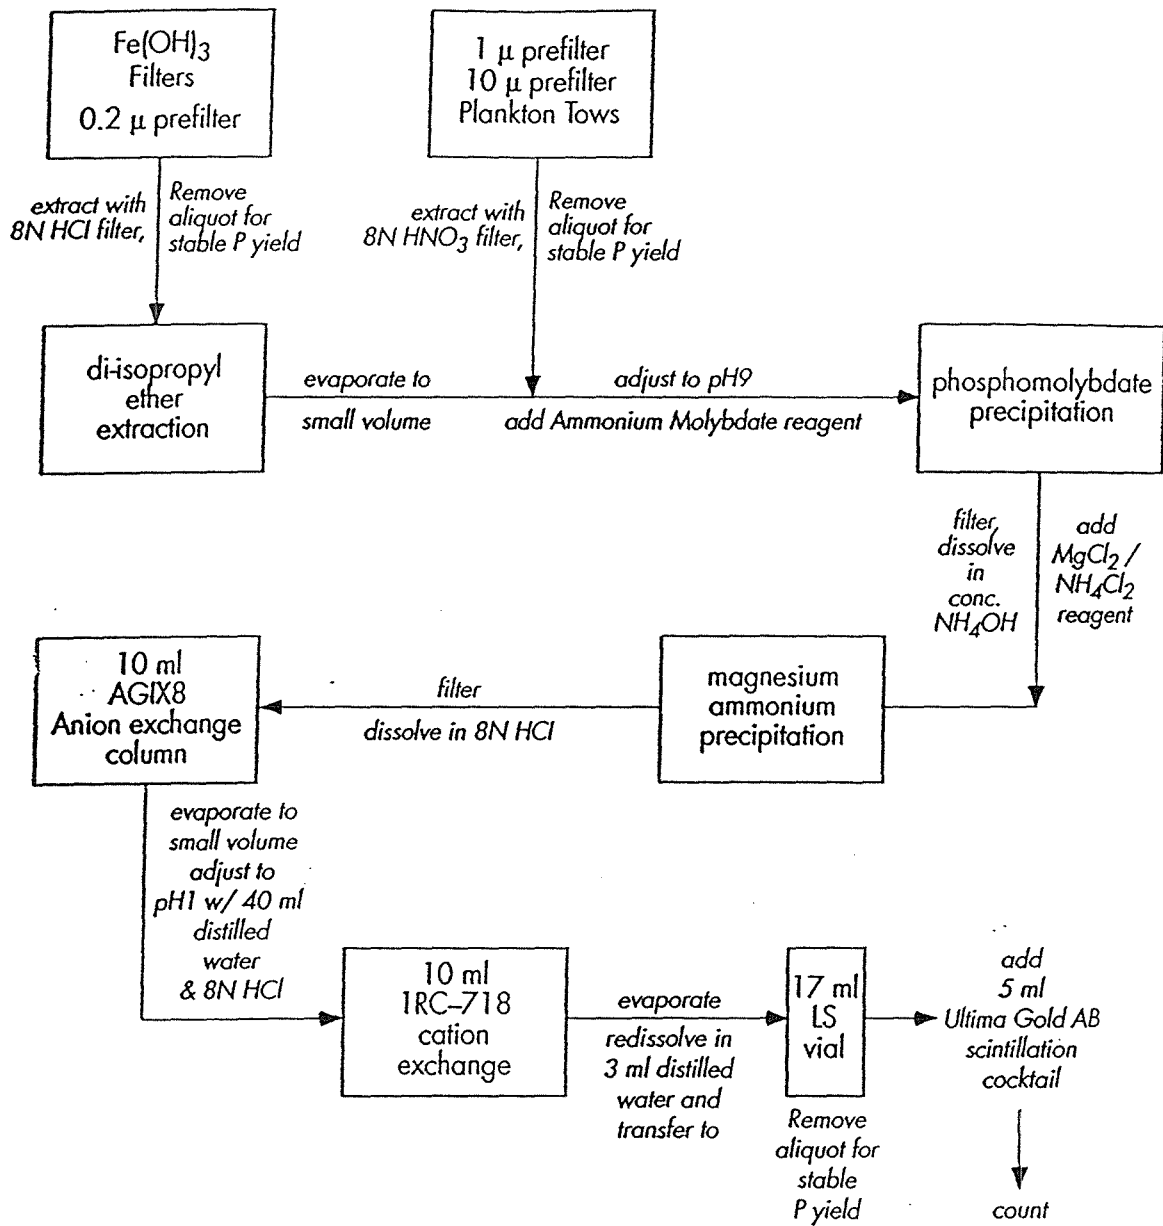 Fe(OH)3
Filters
0.2 μ prefilter
1 μ prefilter
10 μ prefilter
Plankton Tows
extract with
8N HCl filter,
Remove
aliquot for
stable P yield
extract with
8N HNO3 filter,
Remove
aliquot for
stable P yield
di-isopropyl
ether
extraction
evaporate to
small volume
adjust to pH9
add Ammonium Molybdate reagent
phosphomolybdate
precipitation
filter,
dissolve
in
conc.
NH4OH
add
MgCl2 /
NH4Cl2
reagent
magnesium
ammonium
precipitation
filter
dissolve in 8N HCl
10 ml
AGIX8
Anion exchange
column
evaporate to
small volume
adjust to
pH1 w/ 40 ml
distilled
water
& 8N HCl
10 ml
1RC–718
cation
exchange
evaporate
redissolve in
3 ml distilled
water and
transfer to
17 ml
LS
vial
Remove
aliquot for
stable
P yield
add
5 ml
Ultima Gold AB
scintillation
cocktail
count